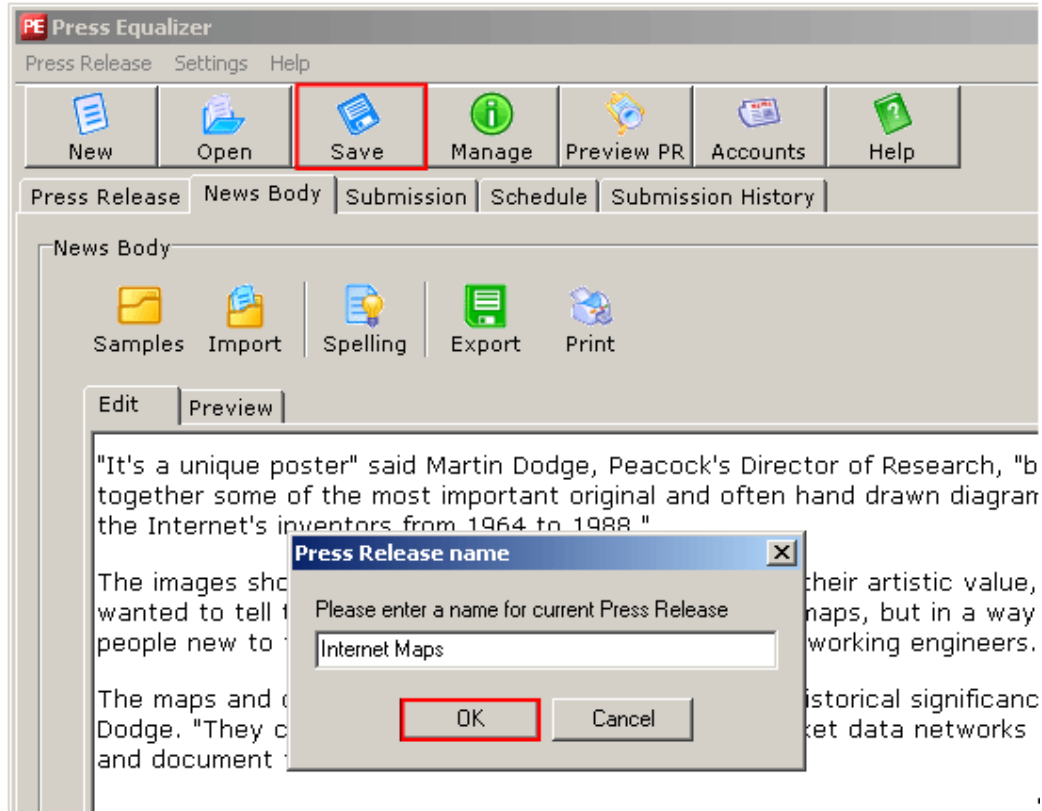 PE Press Equalizer
Press Release Settings Help
New Open Save Manage Preview PR Accounts Help
Press Release News Body Submission Schedule Submission History
News Body
Samples Import Spelling Export Print
Edit Preview
"It's a unique poster" said Martin Dodge, Peacock's Director of Research, "b
together some of the most important original and often hand drawn diagram
the Internet's inventors from 1964 to 1988."
Press Release name
Please enter a name for current Press Release
Internet Maps
OK Cancel
The images sho their artistic value,
wanted to tell maps, but in a way
people new to working engineers.
The maps and istorical significanc
Dodge. "They c ket data networks
and document